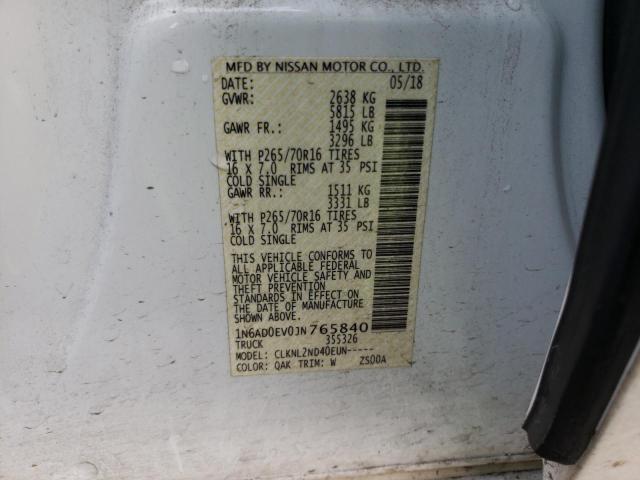 MFD BY NISSAN MOTOR CO., LTD.
DATE: 05/18
GVWR: 2638 KG
5815 LB
GAWR FR.: 1495 KG
3296 LB
WITH P265/70R16 TIRES
16 X 7.0 RIMS AT 35 PSI
COLD SINGLE
GAWR RR.: 1511 KG
3331 LB
WITH P265/70R16 TIRES
16 X 7.0 RIMS AT 35 PSI
COLD SINGLE
THIS VEHICLE CONFORMS TO
ALL APPLICABLE FEDERAL
MOTOR VEHICLE SAFETY AND
THEFT PREVENTION
STANDARDS IN EFFECT ON
THE DATE OF MANUFACTURE
SHOWN ABOVE.
1N6AD0EV0JN765840
TRUCK 355326
MODEL: CLKNL2ND40EUN-----
COLOR: QAK TRIM: W ZS00A